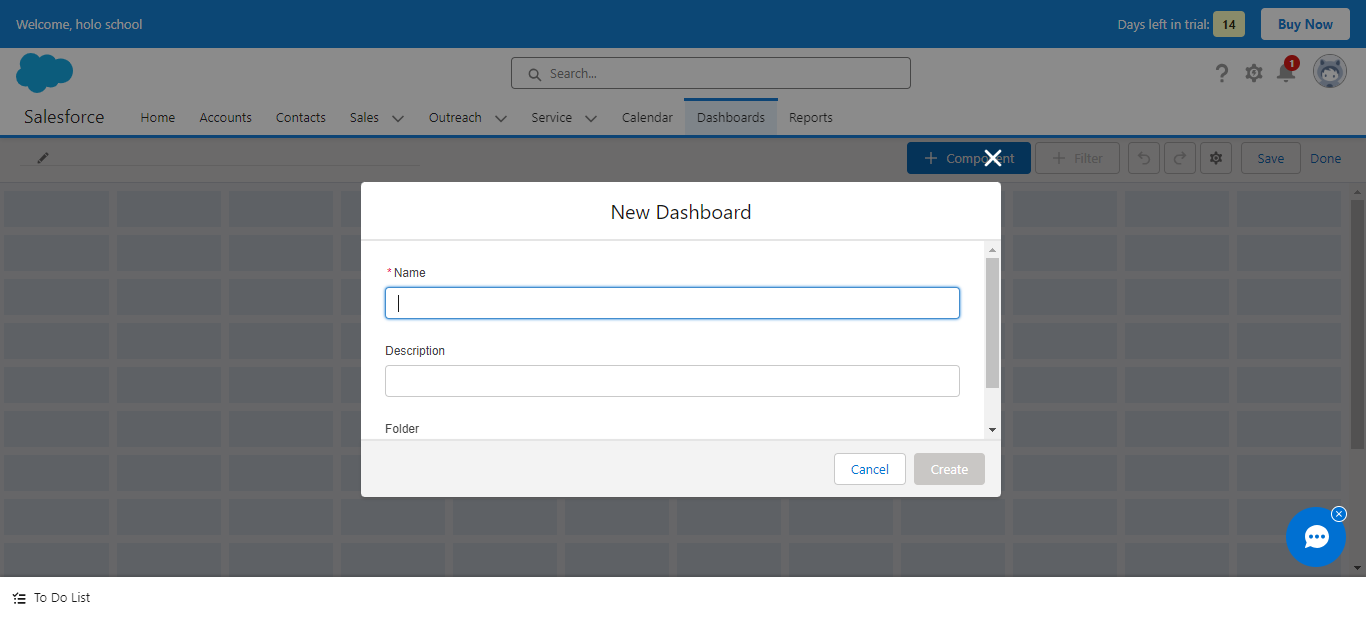 Welcome, holo school
Days left in trial: 14 Buy Now
Search...
1
Salesforce Home Accounts Contacts Sales Outreach Service Calendar Dashboards Reports
+ Component + Filter Save Done
New Dashboard
* Name
Description
Folder
Cancel Create
To Do List